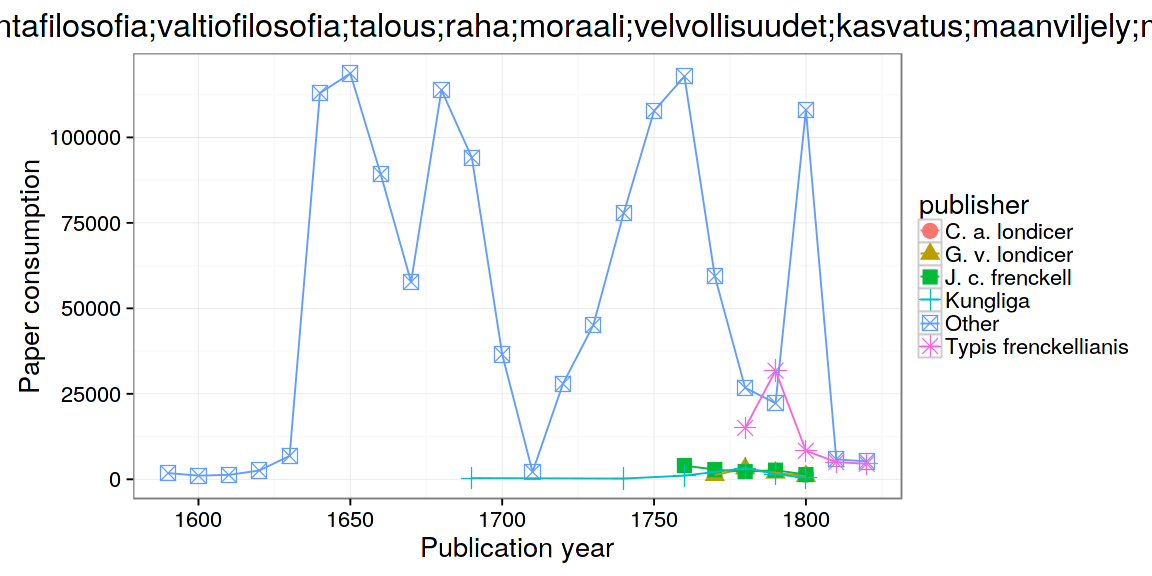 ntafilosofia;valtiofilosofia;talous;raha;moraali;velvollisuudet;kasvatus;maanviljely;
Paper consumption
100000
75000
50000
25000
0
1600
1650
1700
1750
1800
Publication year
publisher
C. a. londicer
G. v. londicer
J. c. frenckell
Kungliga
Other
Typis frenckellianis